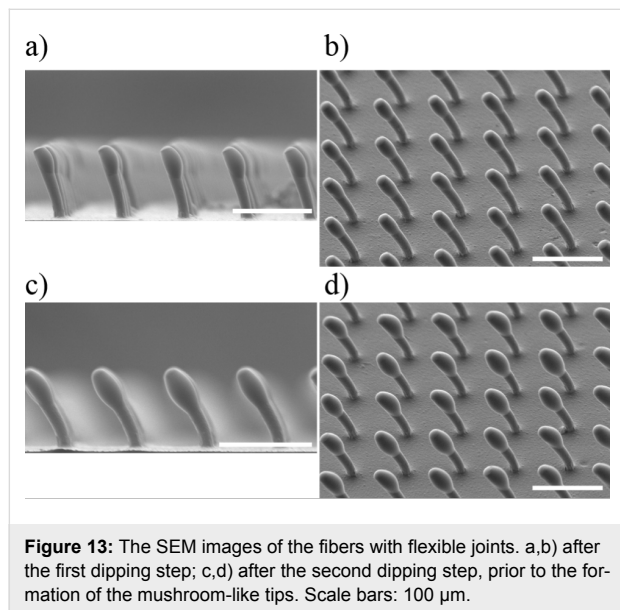 a)
b)
c)
d)
Figure 13: The SEM images of the fibers with flexible joints. a,b) after
the first dipping step; c,d) after the second dipping step, prior to the for-
mation of the mushroom-like tips. Scale bars: 100 µm.